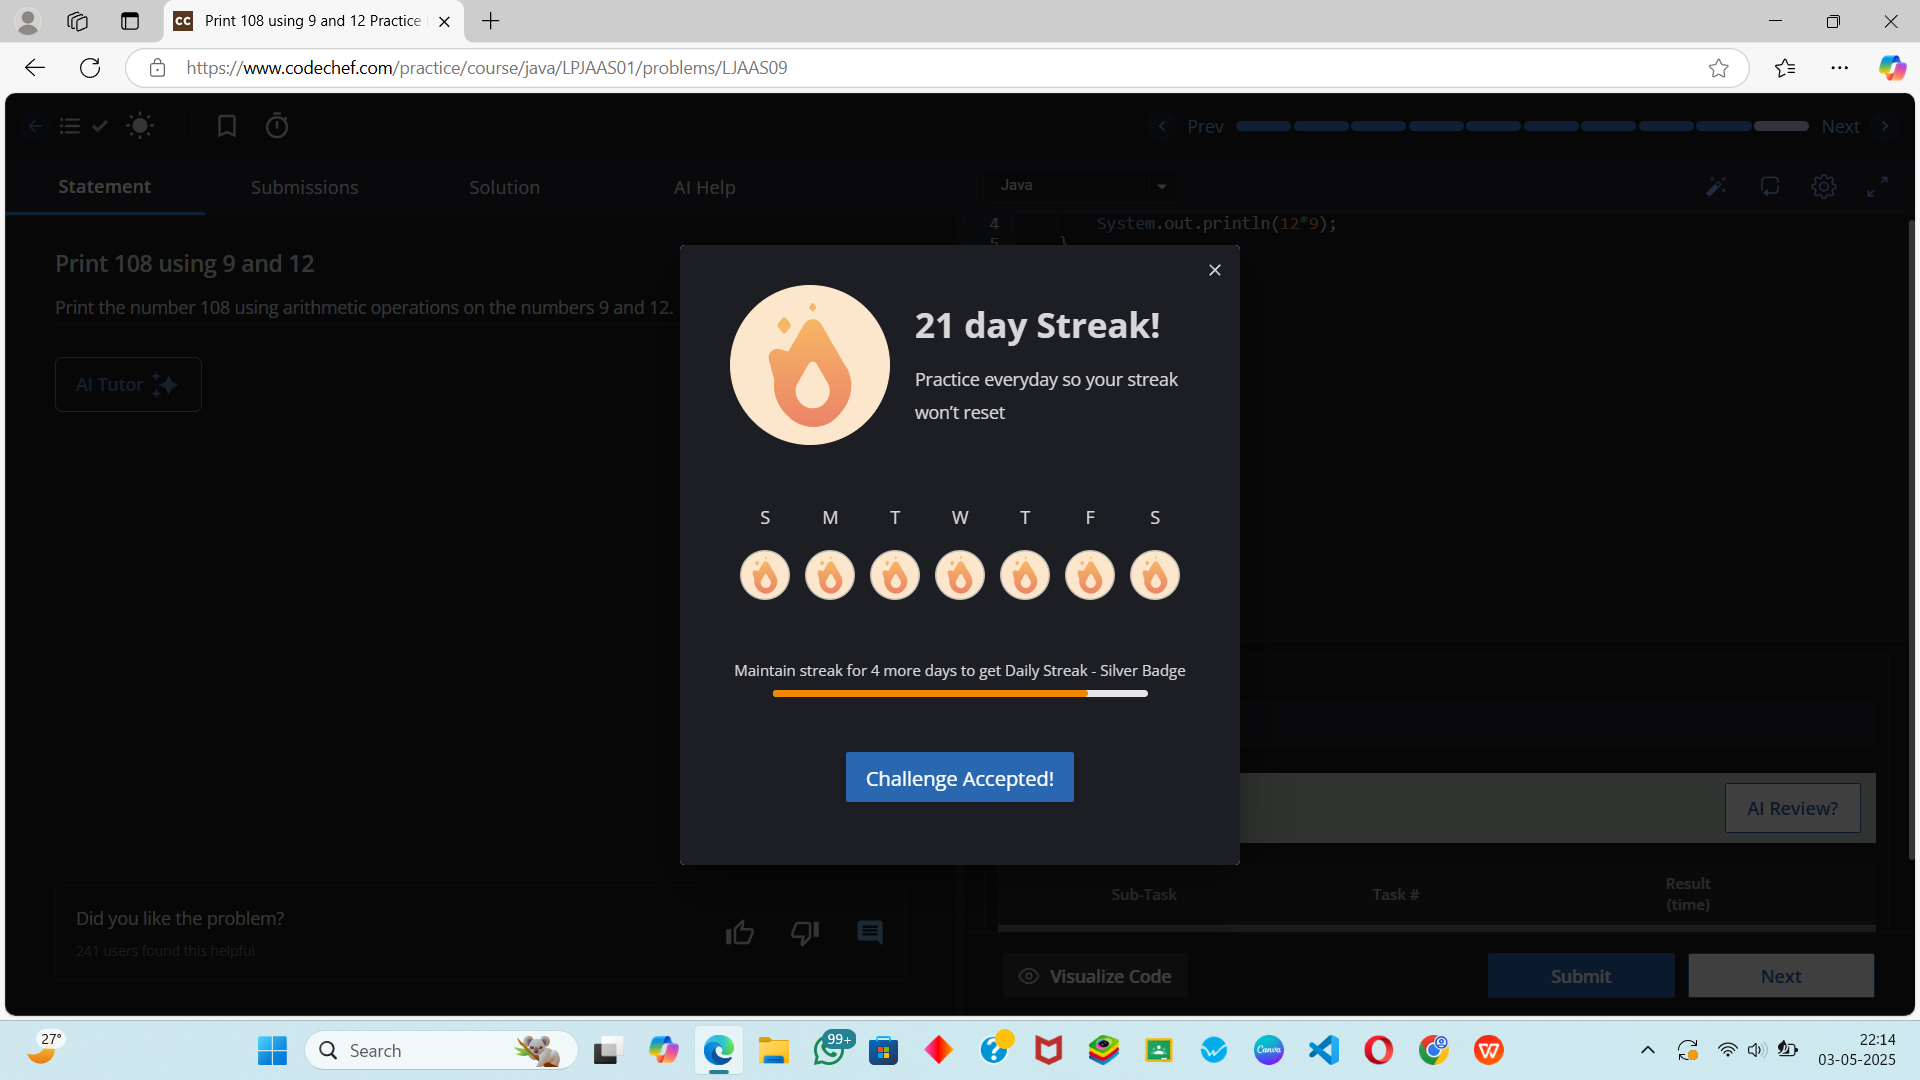 Print 108 using 9 and 12 Practice
https://www.codechef.com/practice/course/java/LPJAAS01/problems/LJAAS09
Prev
Next
Statement
Submissions
Solution
AI Help
Java
4
System.out.println(12*9);
5
}
Print 108 using 9 and 12
Print the number 108 using arithmetic operations on the numbers 9 and 12.
AI Tutor
21 day Streak!
Practice everyday so your streak
won't reset
S M T W T F S
Maintain streak for 4 more days to get Daily Streak - Silver Badge
Challenge Accepted!
AI Review?
Sub-Task
Task #
Result
(time)
Did you like the problem?
241 users found this helpful
Visualize Code
Submit
Next
27°
Search
99+
Canva
22:14
03-05-2025